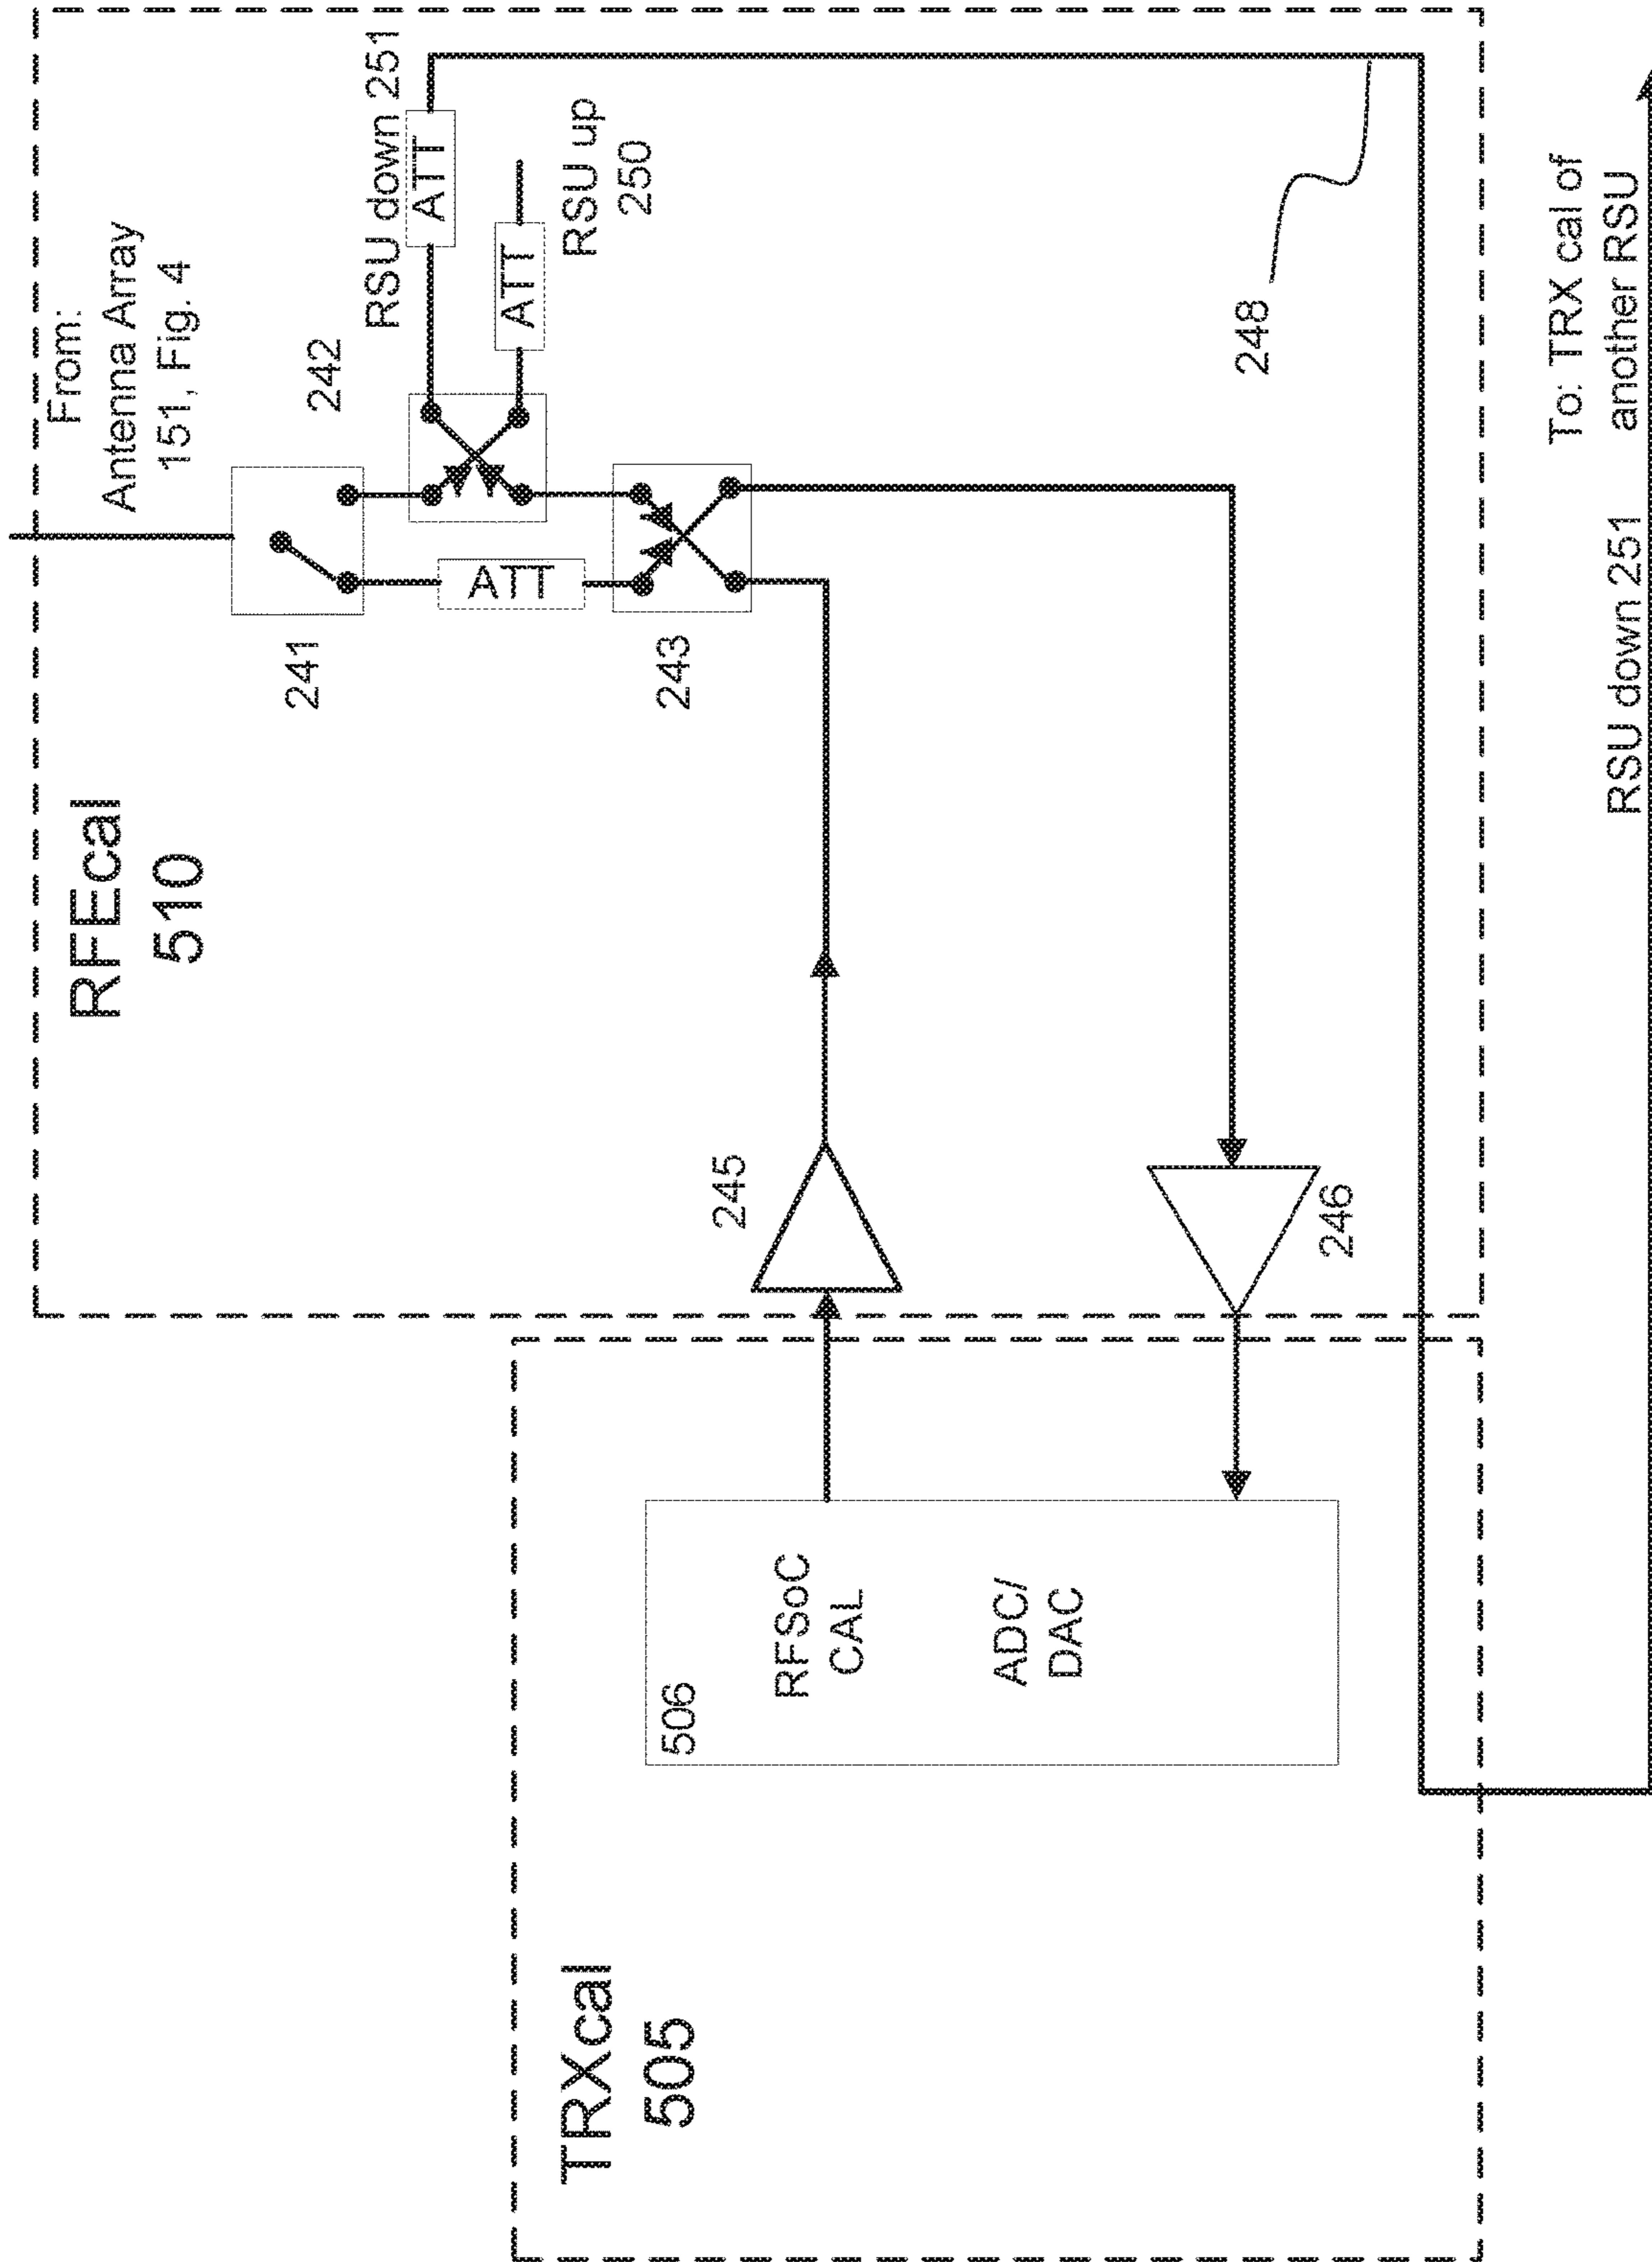 From:
Antenna Array
151, Fig. 4
RFEcal
510
241
242
RSU down 251
ATT
ATT
RSU up
250
ATT
243
245
246
248
TRXcal
505
506
RFSoC
CAL
ADC/
DAC
To: TRX cal of
another RSU
RSU down 251